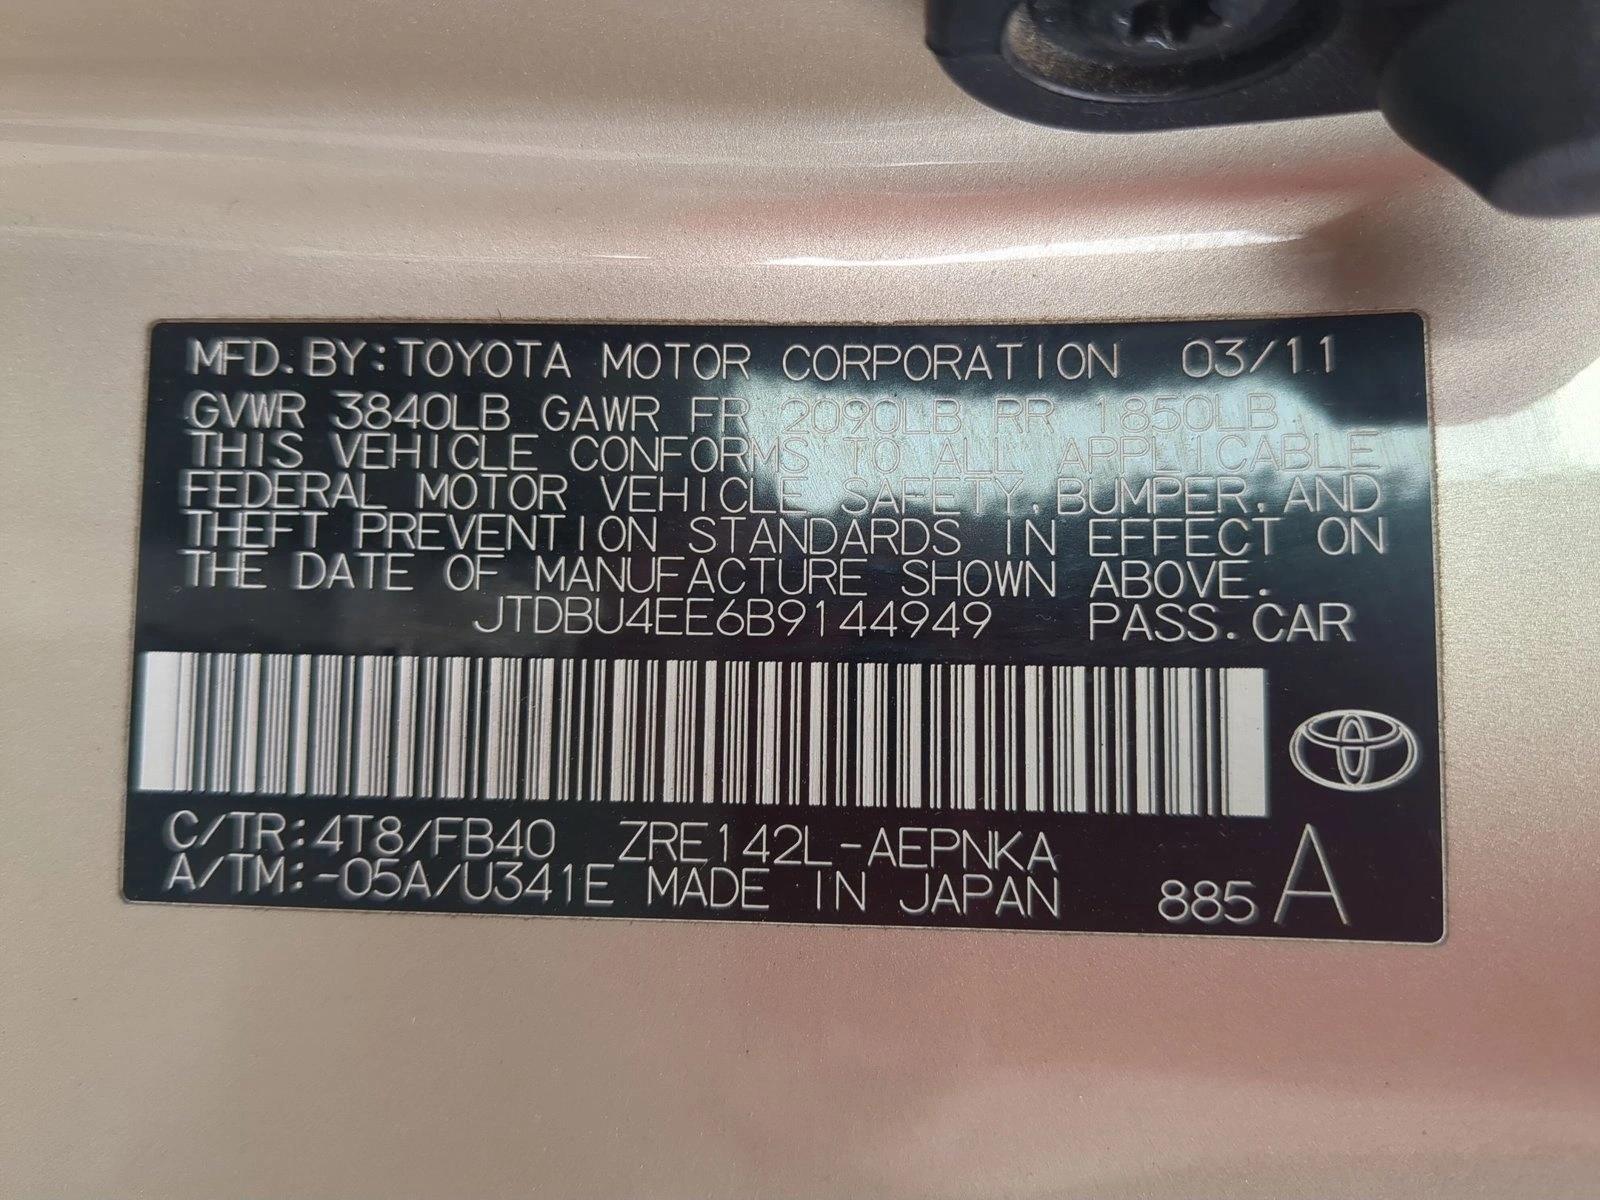 MFD. BY: TOYOTA MOTOR CORPORATION 03/11
GVWR 3840LB GAWR FR 2090LB RR 1850LB
THIS VEHICLE CONFORMS TO ALL APPLICABLE
FEDERAL MOTOR VEHICLE SAFETY, BUMPER, AND
THEFT PREVENTION STANDARDS IN EFFECT ON
THE DATE OF MANUFACTURE SHOWN ABOVE.
JTDBU4EE6B9144949 PASS. CAR
C/TR: 4T8/FB40 ZRE142L-AEPNKA
A/TM: -05A/U341E MADE IN JAPAN 885 A